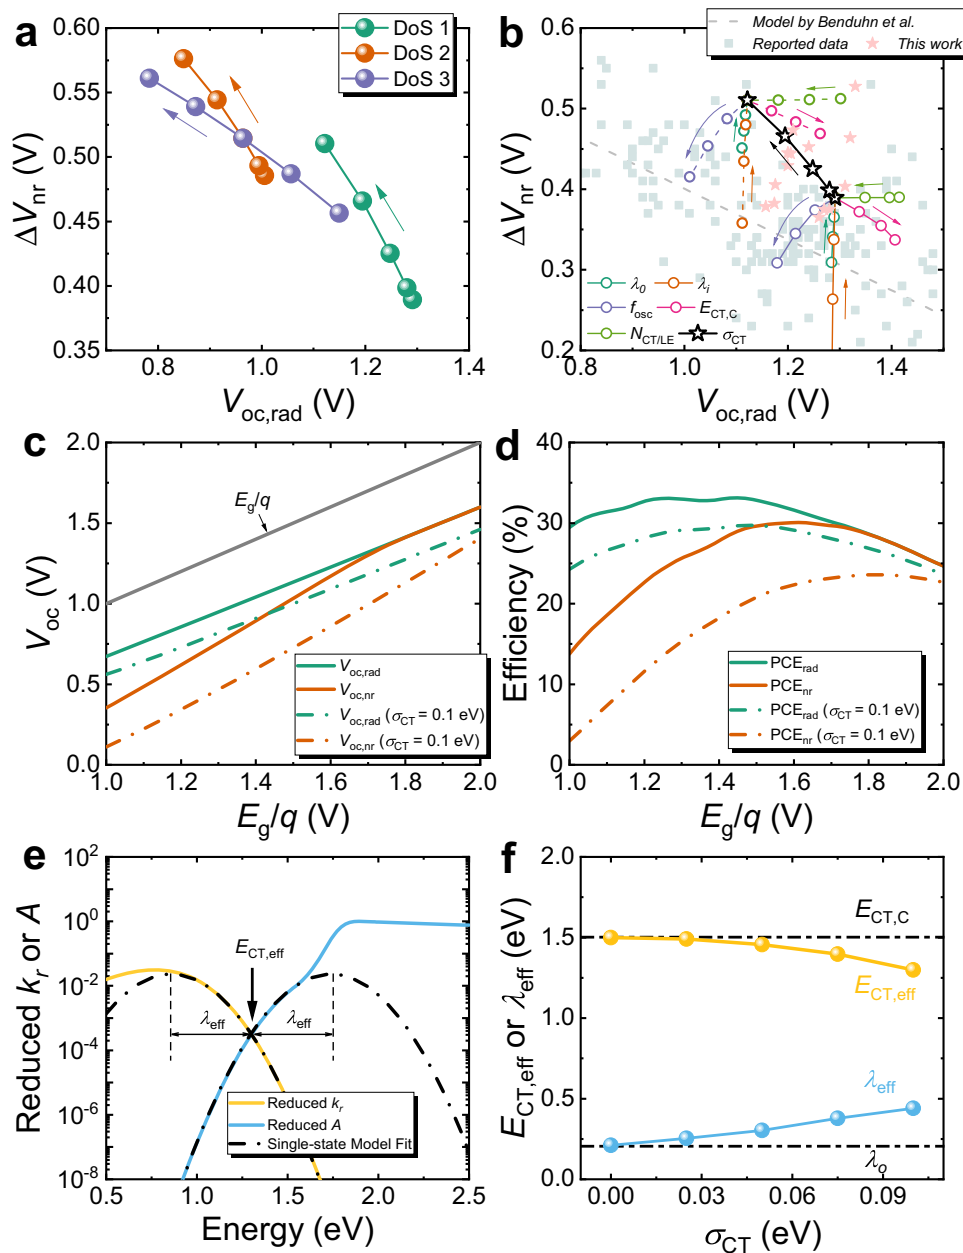 a
DoS 1
DoS 2
DoS 3
0.60
0.55
0.50
0.45
0.40
0.35
ΔVnr (V)
0.8 1.0 1.2 1.4
Voc,rad (V)
b
Model by Benduhn et al.
Reported data
This work
0.6
0.5
0.4
0.3
0.2
ΔVnr (V)
λ0
λi
fosc
ECT,C
NCT/LE
σCT
1.0 1.2 1.4
Voc,rad (V)
c
2.0
1.5
1.0
0.5
0.0
Voc (V)
Eg/q
Voc,rad
Voc,nr
Voc,rad (σCT = 0.1 eV)
Voc,nr (σCT = 0.1 eV)
1.0 1.2 1.4 1.6 1.8 2.0
Eg/q (V)
d
40
30
20
10
0
Efficiency (%)
PCErad
PCEnr
PCErad (σCT = 0.1 eV)
PCEnr (σCT = 0.1 eV)
1.0 1.2 1.4 1.6 1.8 2.0
Eg/q (V)
e
10^2
10^0
10^-2
10^-4
10^-6
10^-8
Reduced kr or A
ECT,eff
λeff
λeff
Reduced kr
Reduced A
Single-state Model Fit
0.5 1.0 1.5 2.0 2.5
Energy (eV)
f
2.0
1.5
1.0
0.5
0.0
ECT,eff or λeff (eV)
ECT,C
ECT,eff
λeff
λo
0.00 0.03 0.06 0.09
σCT (eV)